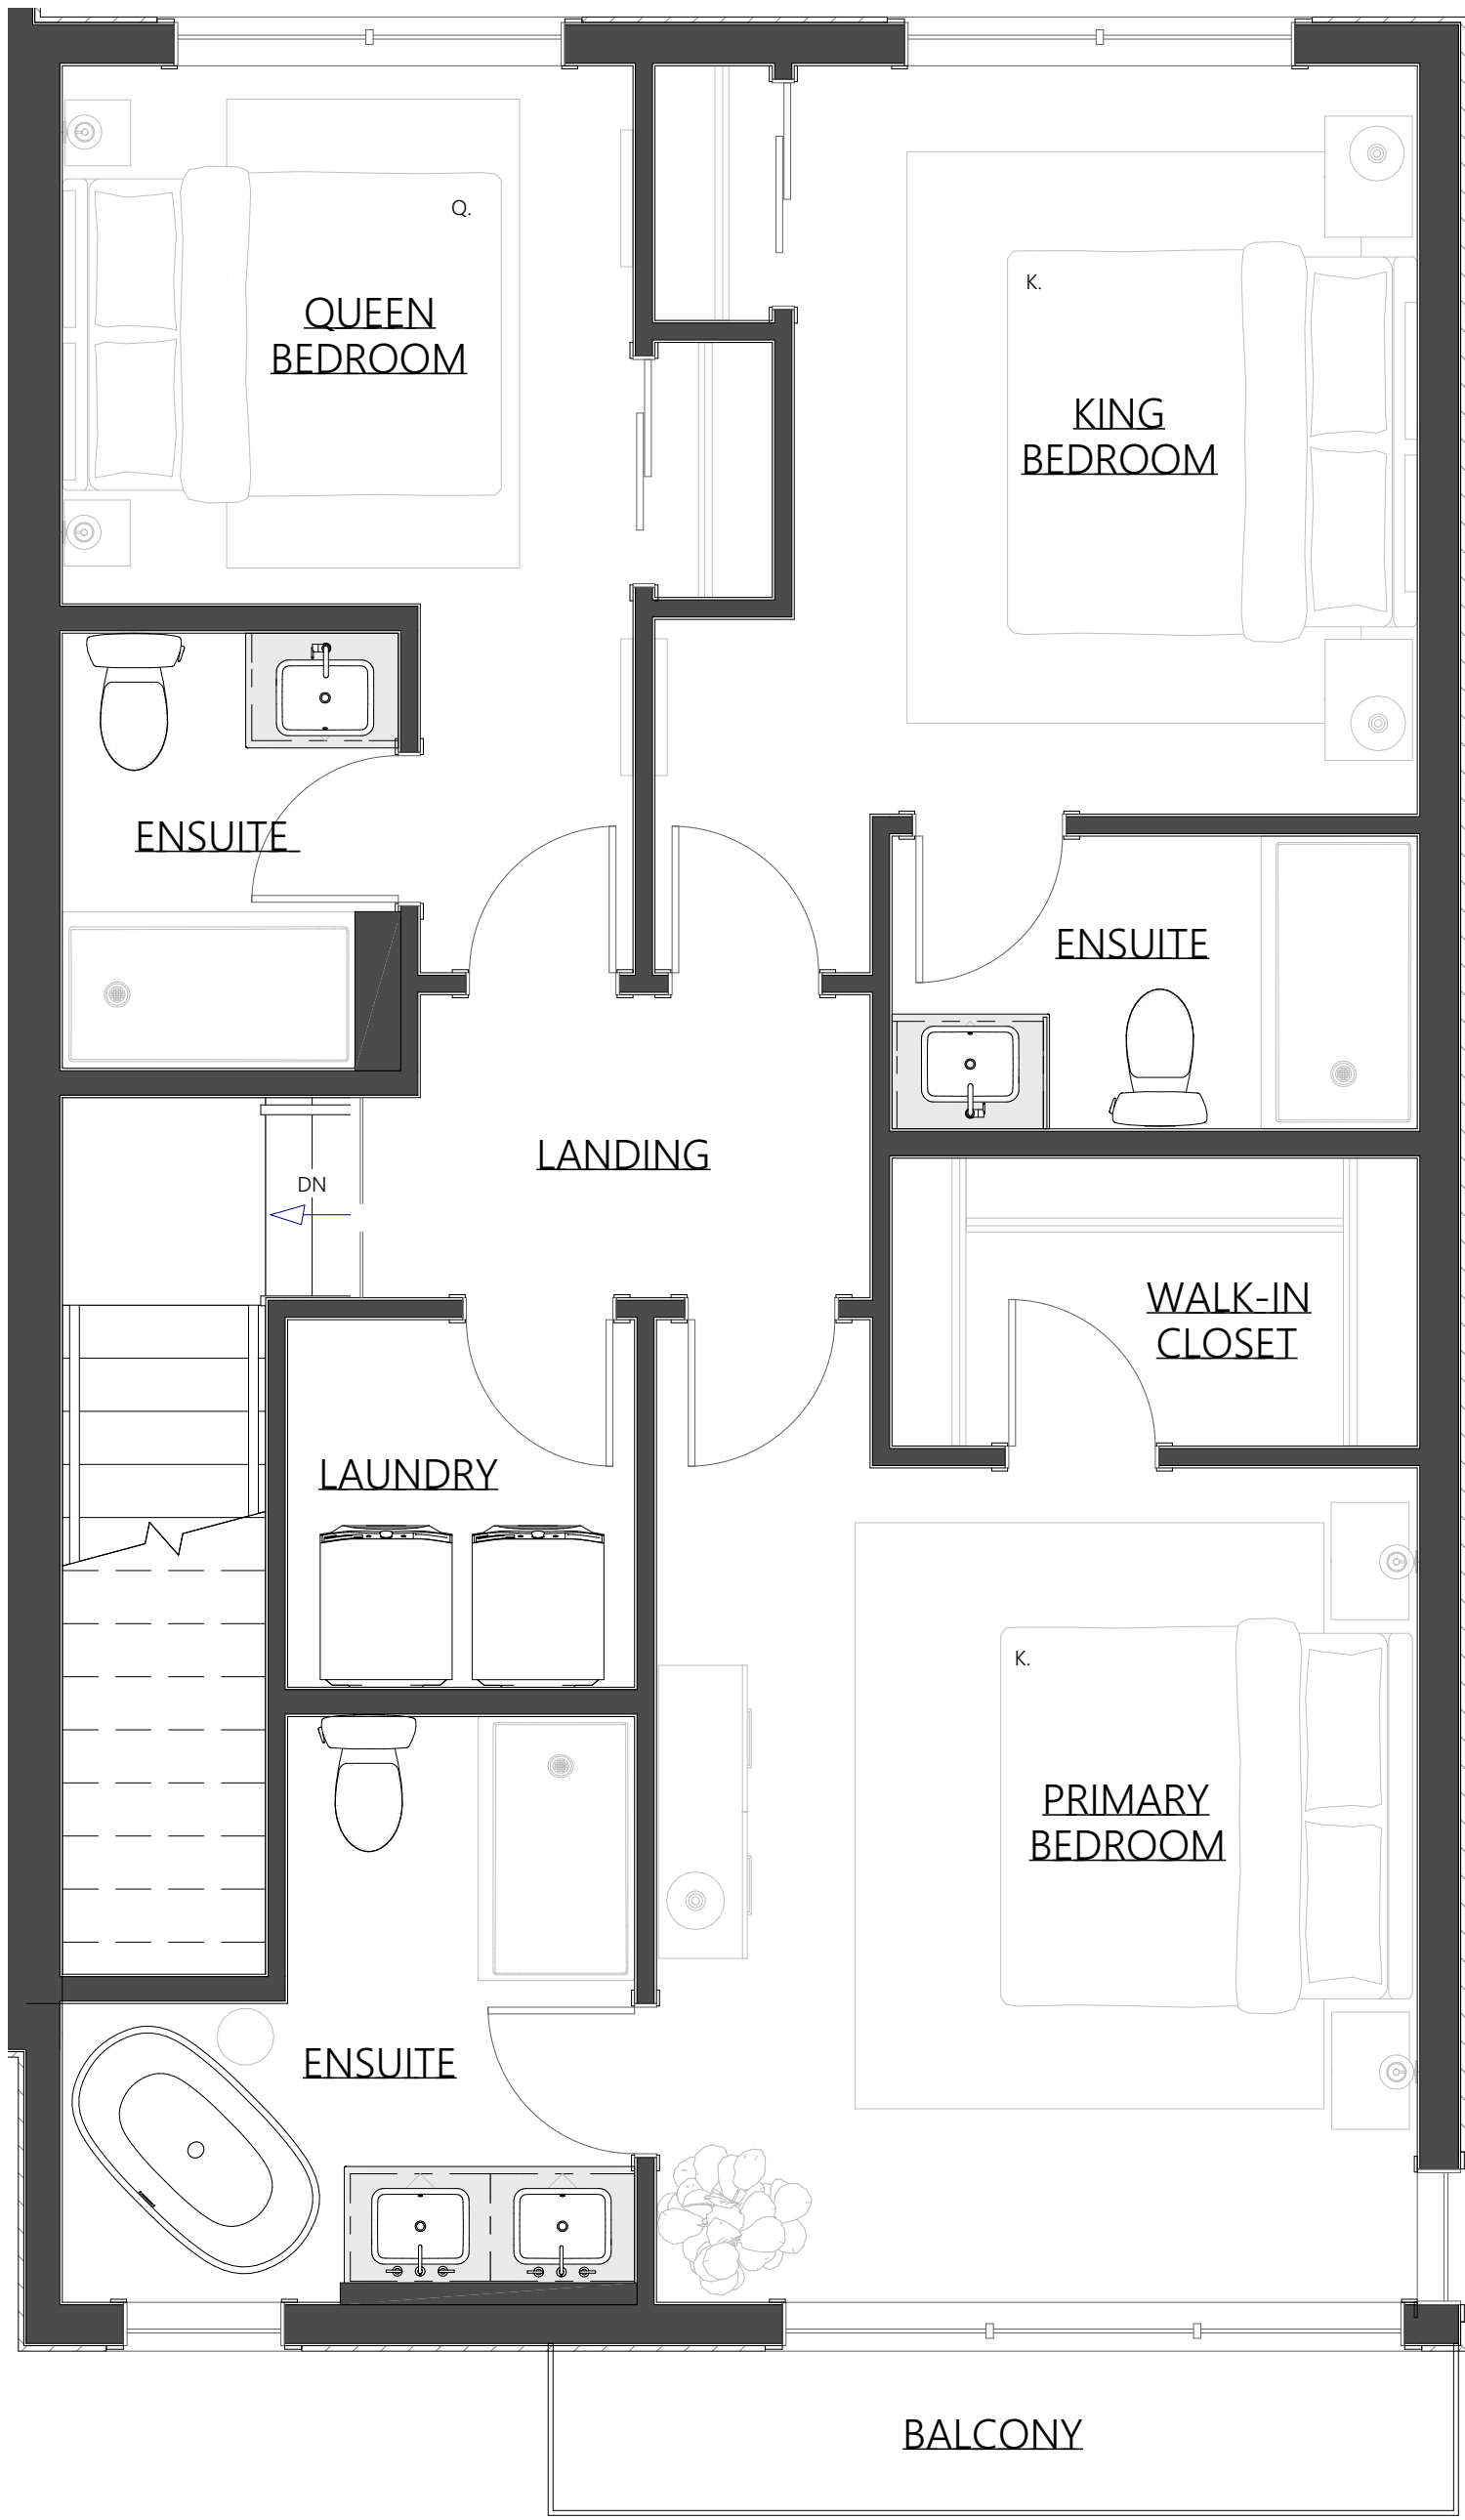 Q.
QUEEN
BEDROOM
K.
KING
BEDROOM
ENSUITE
ENSUITE
LANDING
DN
WALK-IN
CLOSET
LAUNDRY
K.
PRIMARY
BEDROOM
ENSUITE
BALCONY